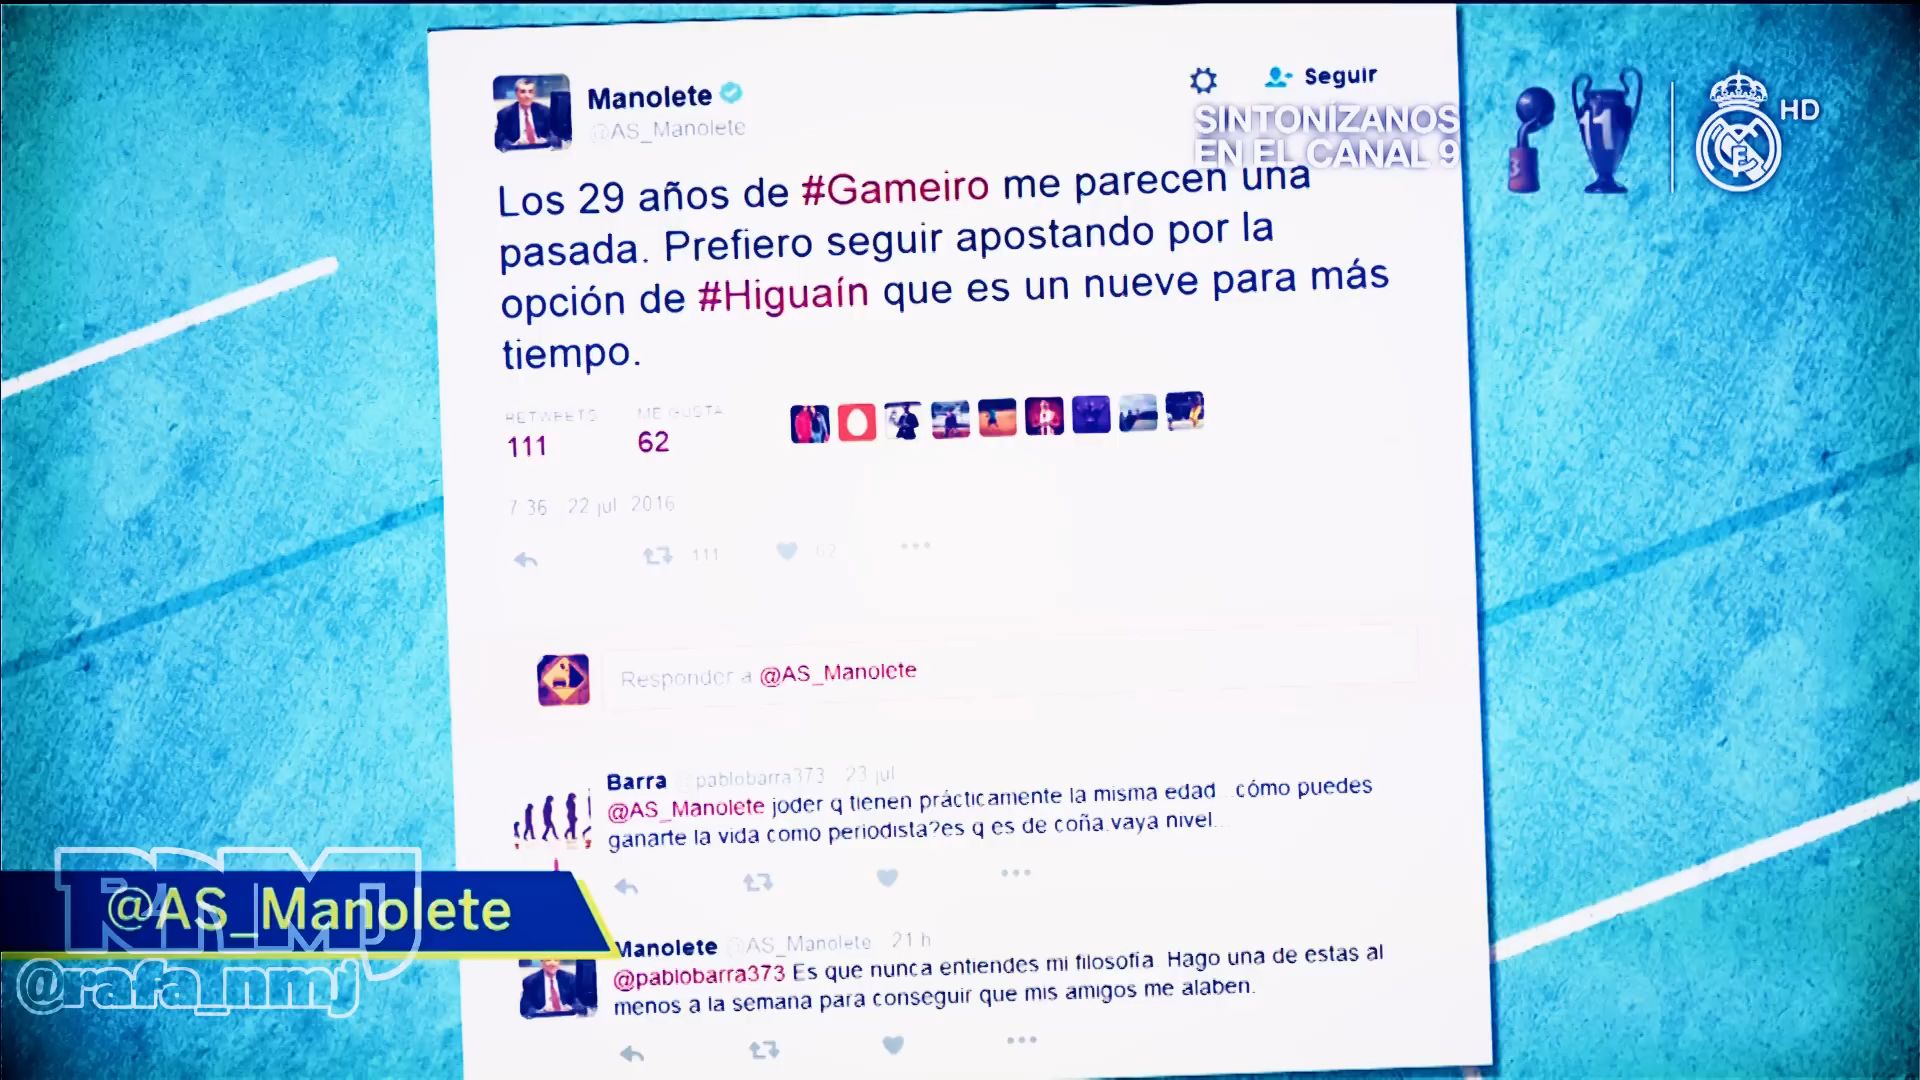 Manolete
@AS_Manolete
Seguir
SINTONÍZANOS
EN EL CANAL 9
11
3
HD
Los 29 años de #Gameiro me parecen una
pasada. Prefiero seguir apostando por la
opción de #Higuaín que es un nueve para más
tiempo.
RETWEETS
ME GUSTA
111
62
7 36 22 jul 2016
111
62
Responder a @AS_Manolete
Barra @pablobarra373 23 jul
@AS_Manolete joder q tienen prácticamente la misma edad...cómo puedes
ganarte la vida como periodista?es q es de coña.vaya nivel...
@AS_Manolete
Manolete @AS_Manolete 21 h
@pablobarra373 Es que nunca entiendes mi filosofía. Hago una de estas al
menos a la semana para conseguir que mis amigos me alaben.
@rafa_nmj